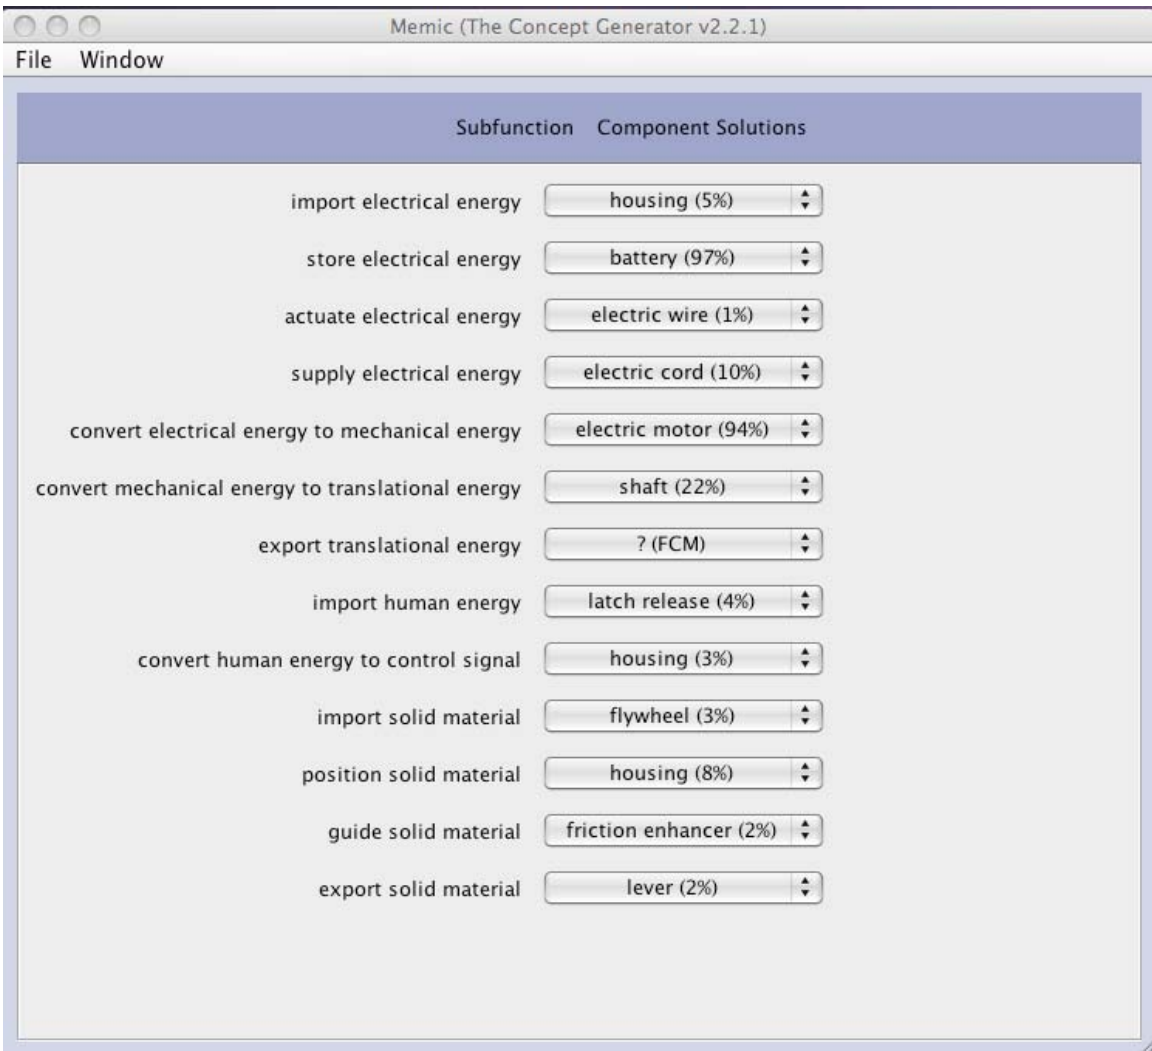 Memic (The Concept Generator v2.2.1)
File Window
Subfunction Component Solutions
import electrical energy housing (5%)
store electrical energy battery (97%)
actuate electrical energy electric wire (1%)
supply electrical energy electric cord (10%)
convert electrical energy to mechanical energy electric motor (94%)
convert mechanical energy to translational energy shaft (22%)
export translational energy ? (FCM)
import human energy latch release (4%)
convert human energy to control signal housing (3%)
import solid material flywheel (3%)
position solid material housing (8%)
guide solid material friction enhancer (2%)
export solid material lever (2%)